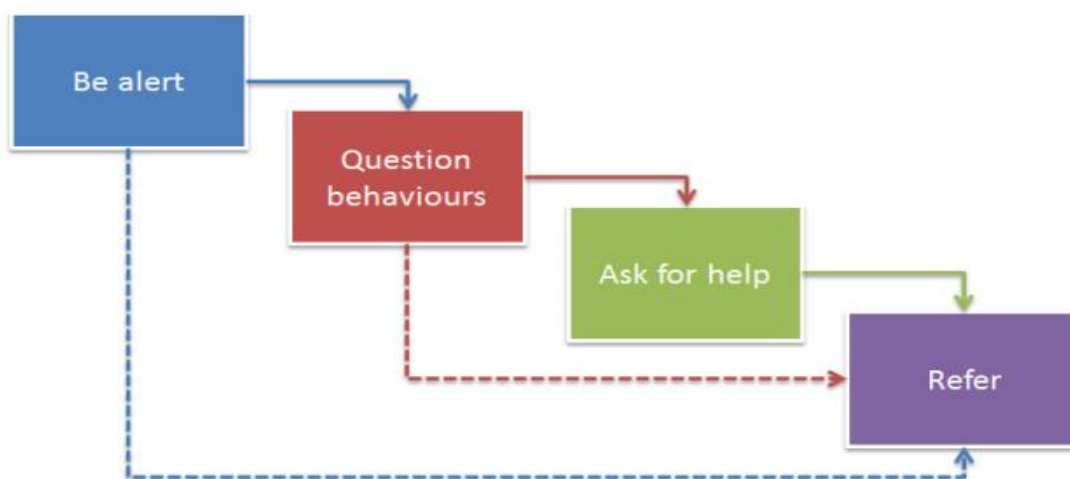 Be alert
Question
behaviours
Ask for help
Refer